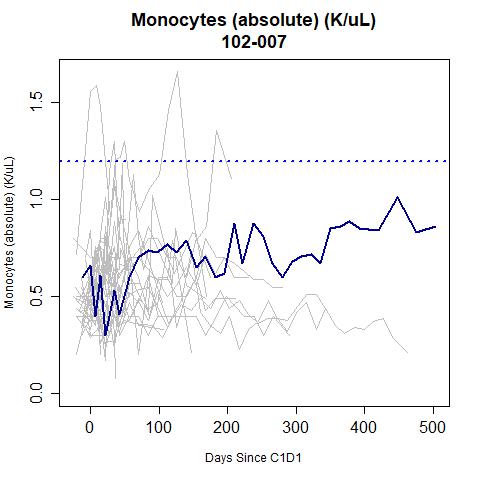 Monocytes (absolute) (K/uL)
102-007
Monocytes (absolute) (K/uL)
1.5
1.0
0.5
0.0
0 100 200 300 400 500
Days Since C1D1